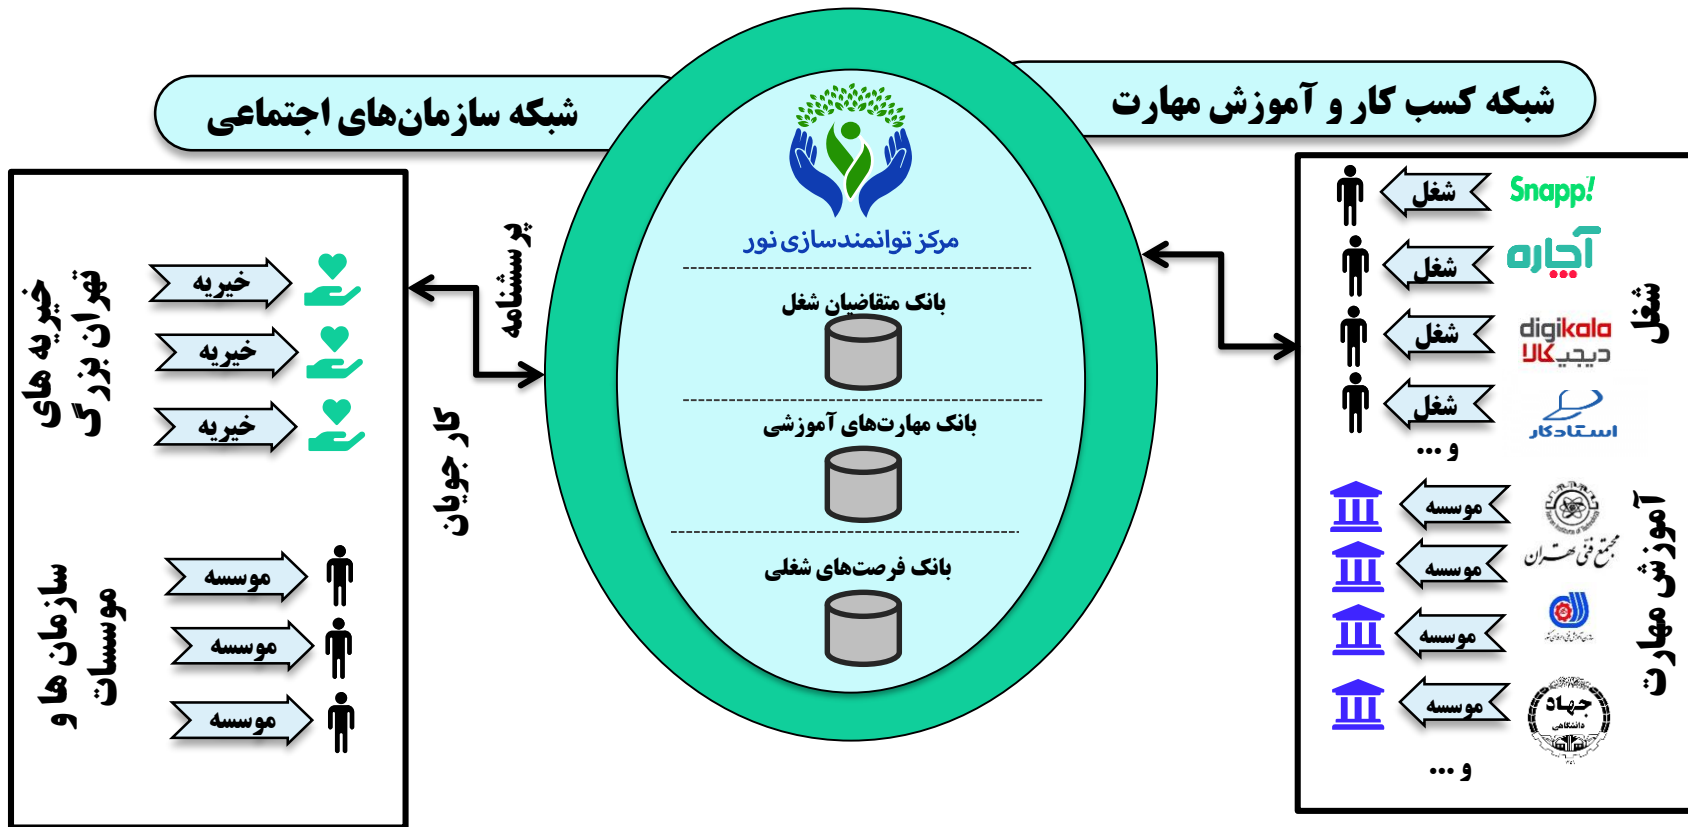 شبکه کسب کار و آموزش مهارت
شبکه سازمان‌های اجتماعی
مرکز توانمندسازی نور
بانک متقاضیان شغل
بانک مهارت‌های آموزشی
بانک فرصت‌های شغلی
شغل
شغل
Snapp!
شغل
آچاره
شغل
digikala
دیجی‌کالا
شغل
استادکار
و ...
آموزش مهارت
موسسه
موسسه
مجتمع فنی تهران
موسسه
موسسه
جهاد
دانشگاهی
و ...
پرسشنامه
کار جویان
خیریه های
تهران بزرگ
خیریه
خیریه
خیریه
سازمان ها و
موسسات
موسسه
موسسه
موسسه